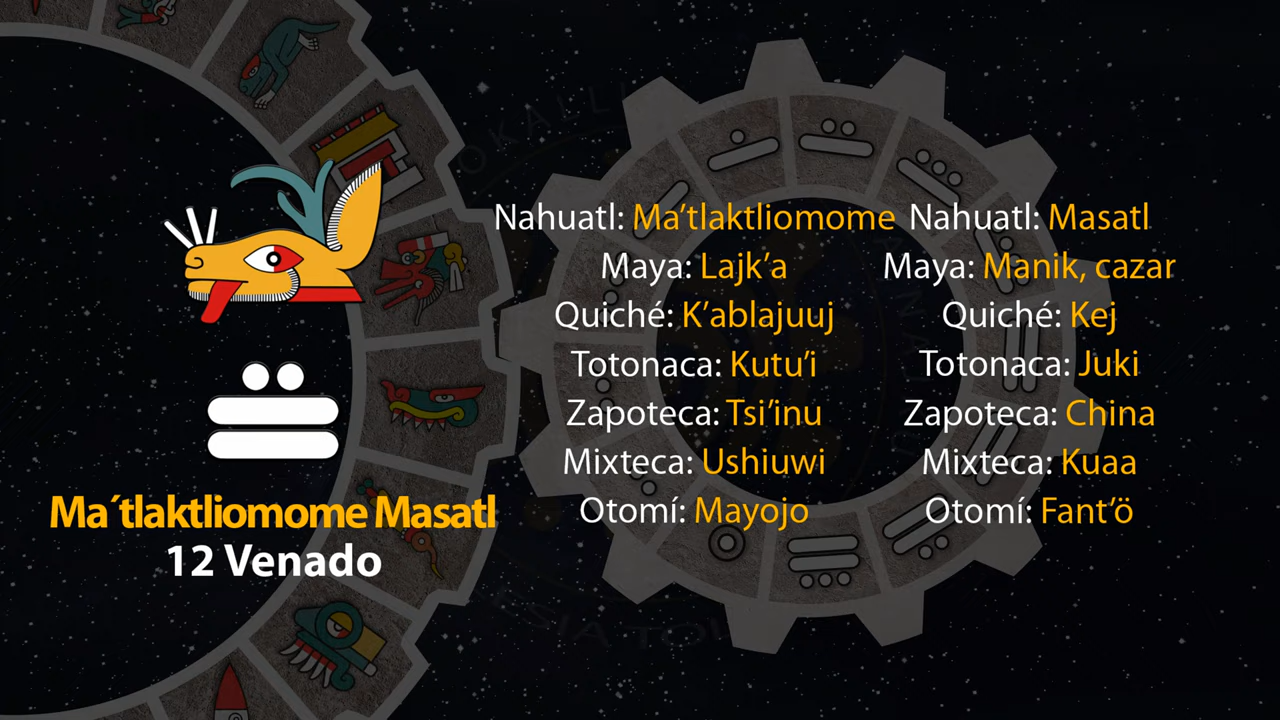 Nahuatl: Ma’tlaktliomome
Maya: Lajk’a
Quiché: K’ablajuuj
Totonaca: Kutu’i
Zapoteca: Tsi’inu
Mixteca: Ushiuwi
Otomí: Mayojo
Nahuatl: Masatl
Maya: Manik, cazar
Quiché: Kej
Totonaca: Juki
Zapoteca: China
Mixteca: Kuaa
Otomí: Fant’ö
Ma´tlaktliomome Masatl
12 Venado